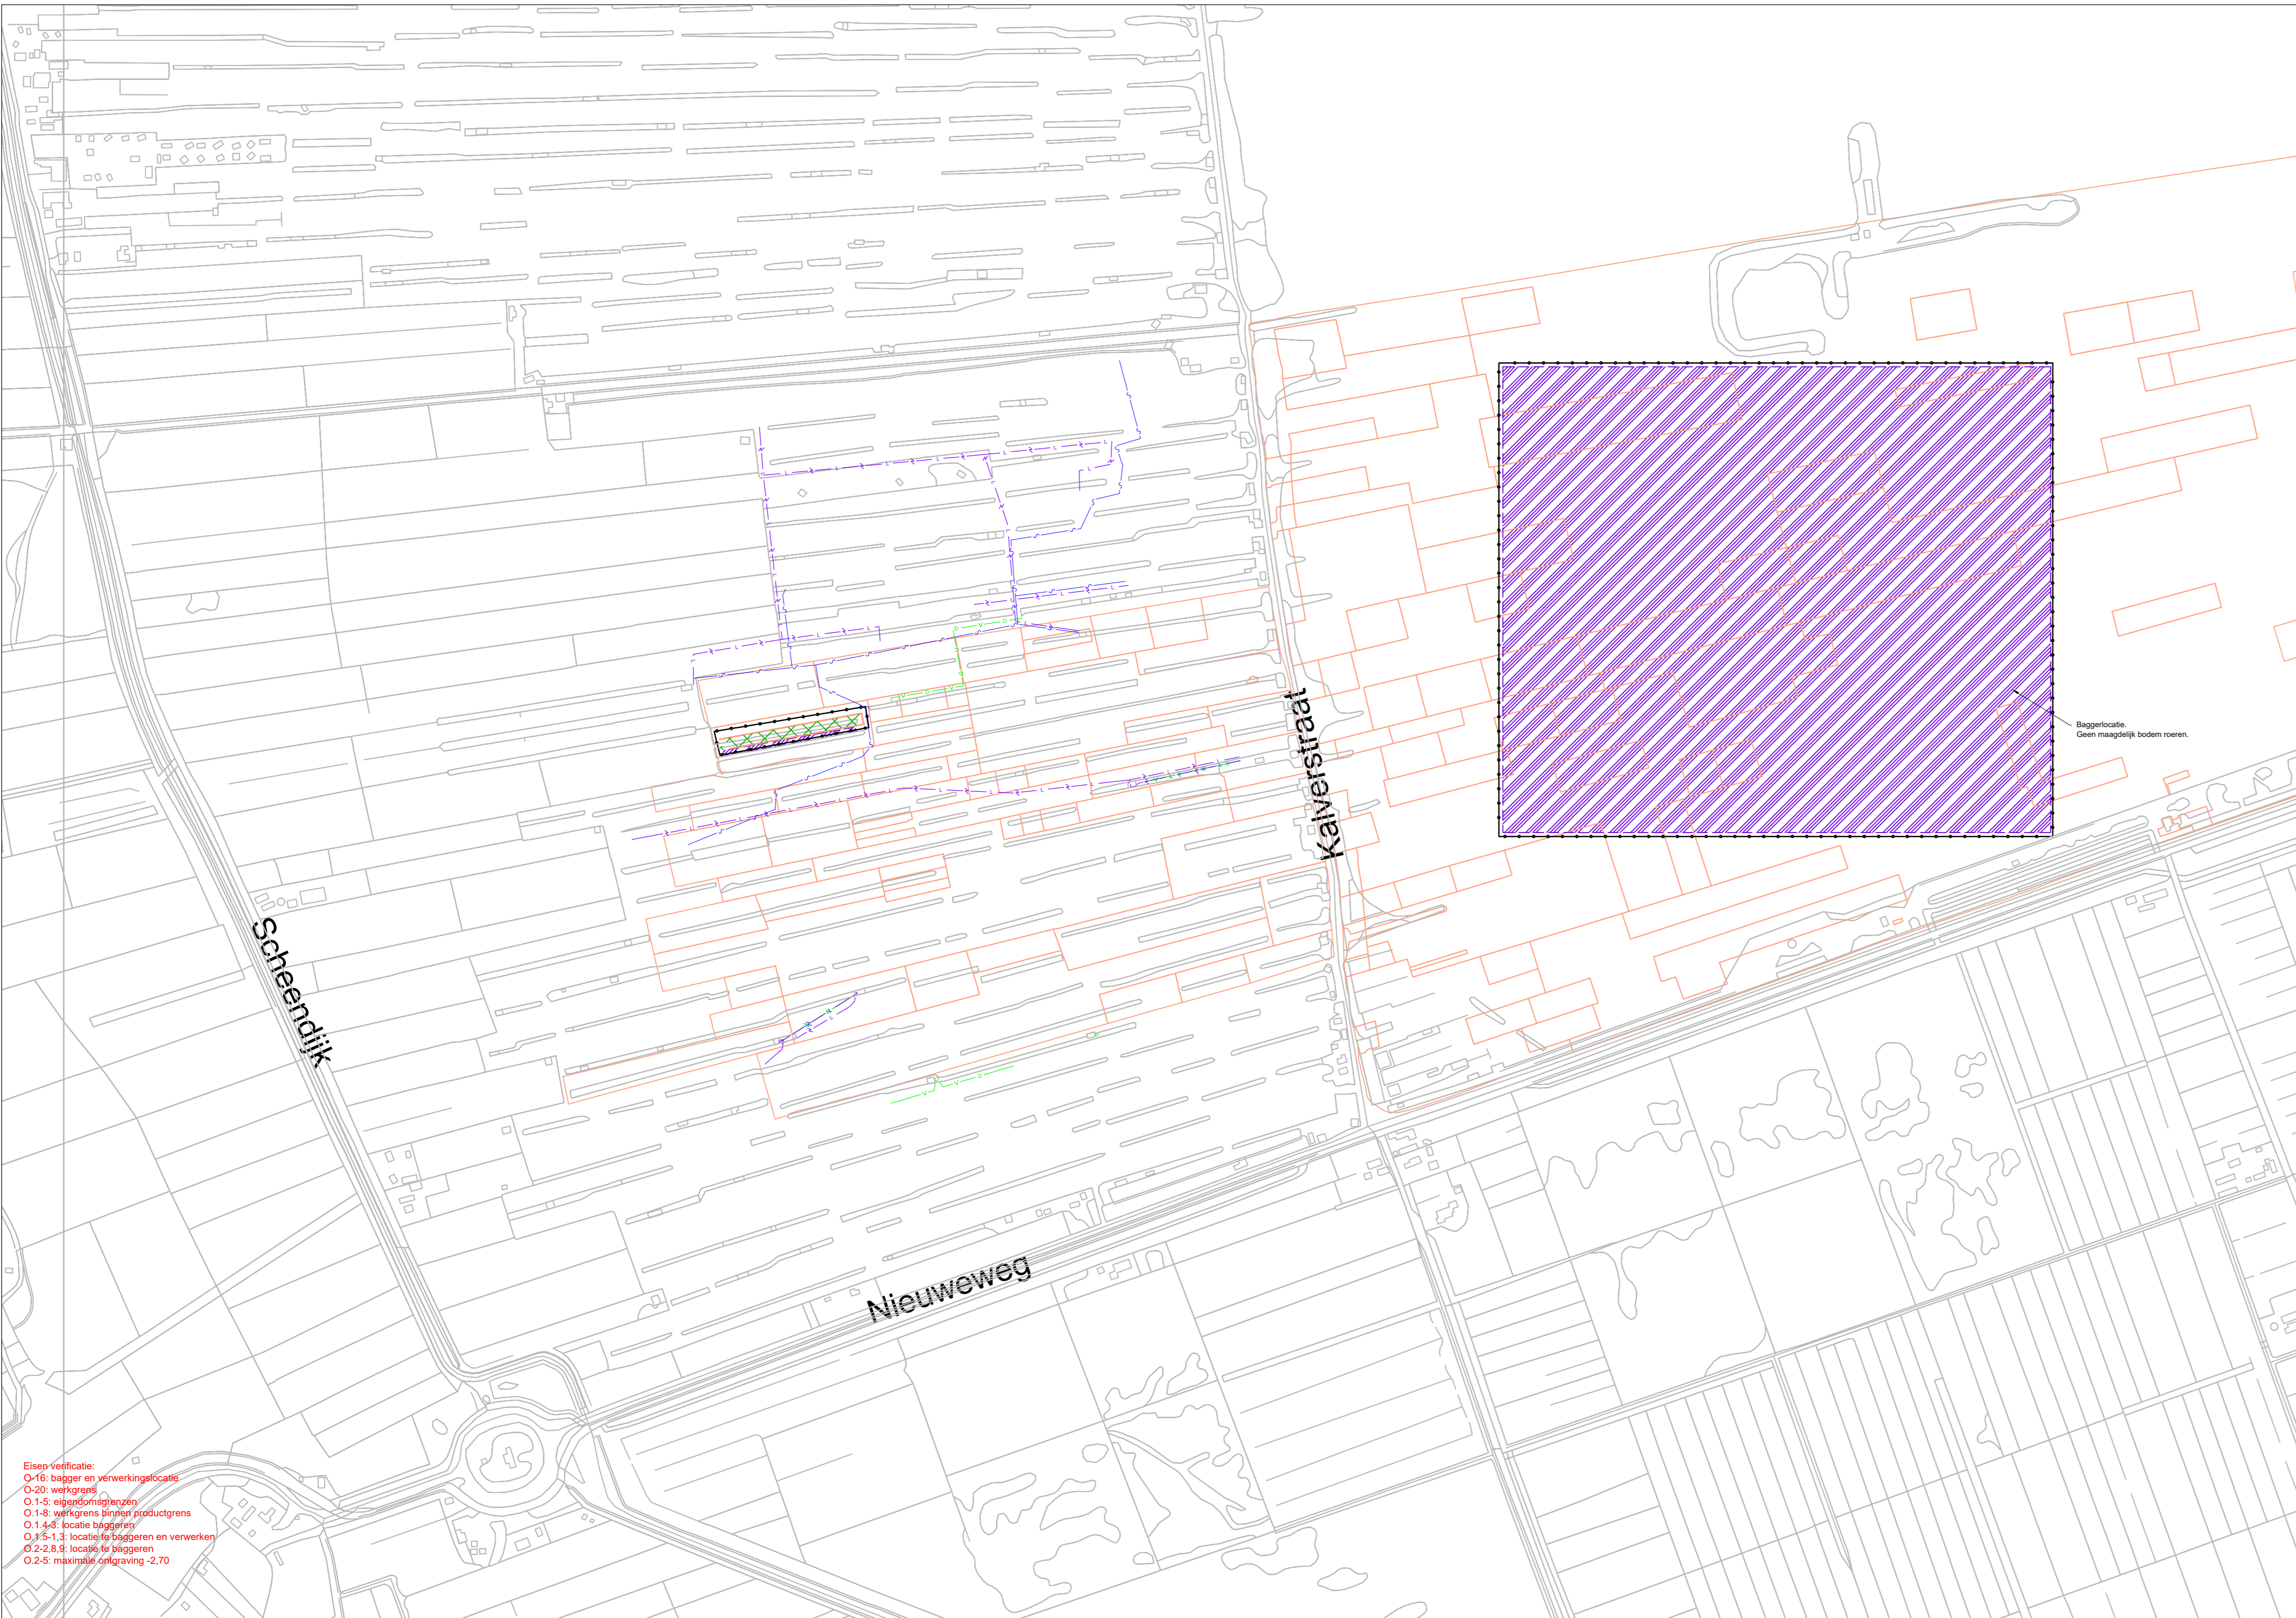 Kalverstraat
Baggerlocatie.
Geen maagdelijk bodem roeren.
Scheendijk
Nieuweweg
Eisen verificatie:
O-16: bagger en verwerkingslocatie
O-20: werkgrens
O.1-5: eigendomsgrenzen
O.1-8: werkgrens binnen productgrens
O.1.4-3: locatie baggeren
O.1.5-1,3: locatie te baggeren en verwerken
O.2-2,8,9: locatie te baggeren
O.2-5: maximale ontgraving -2,70